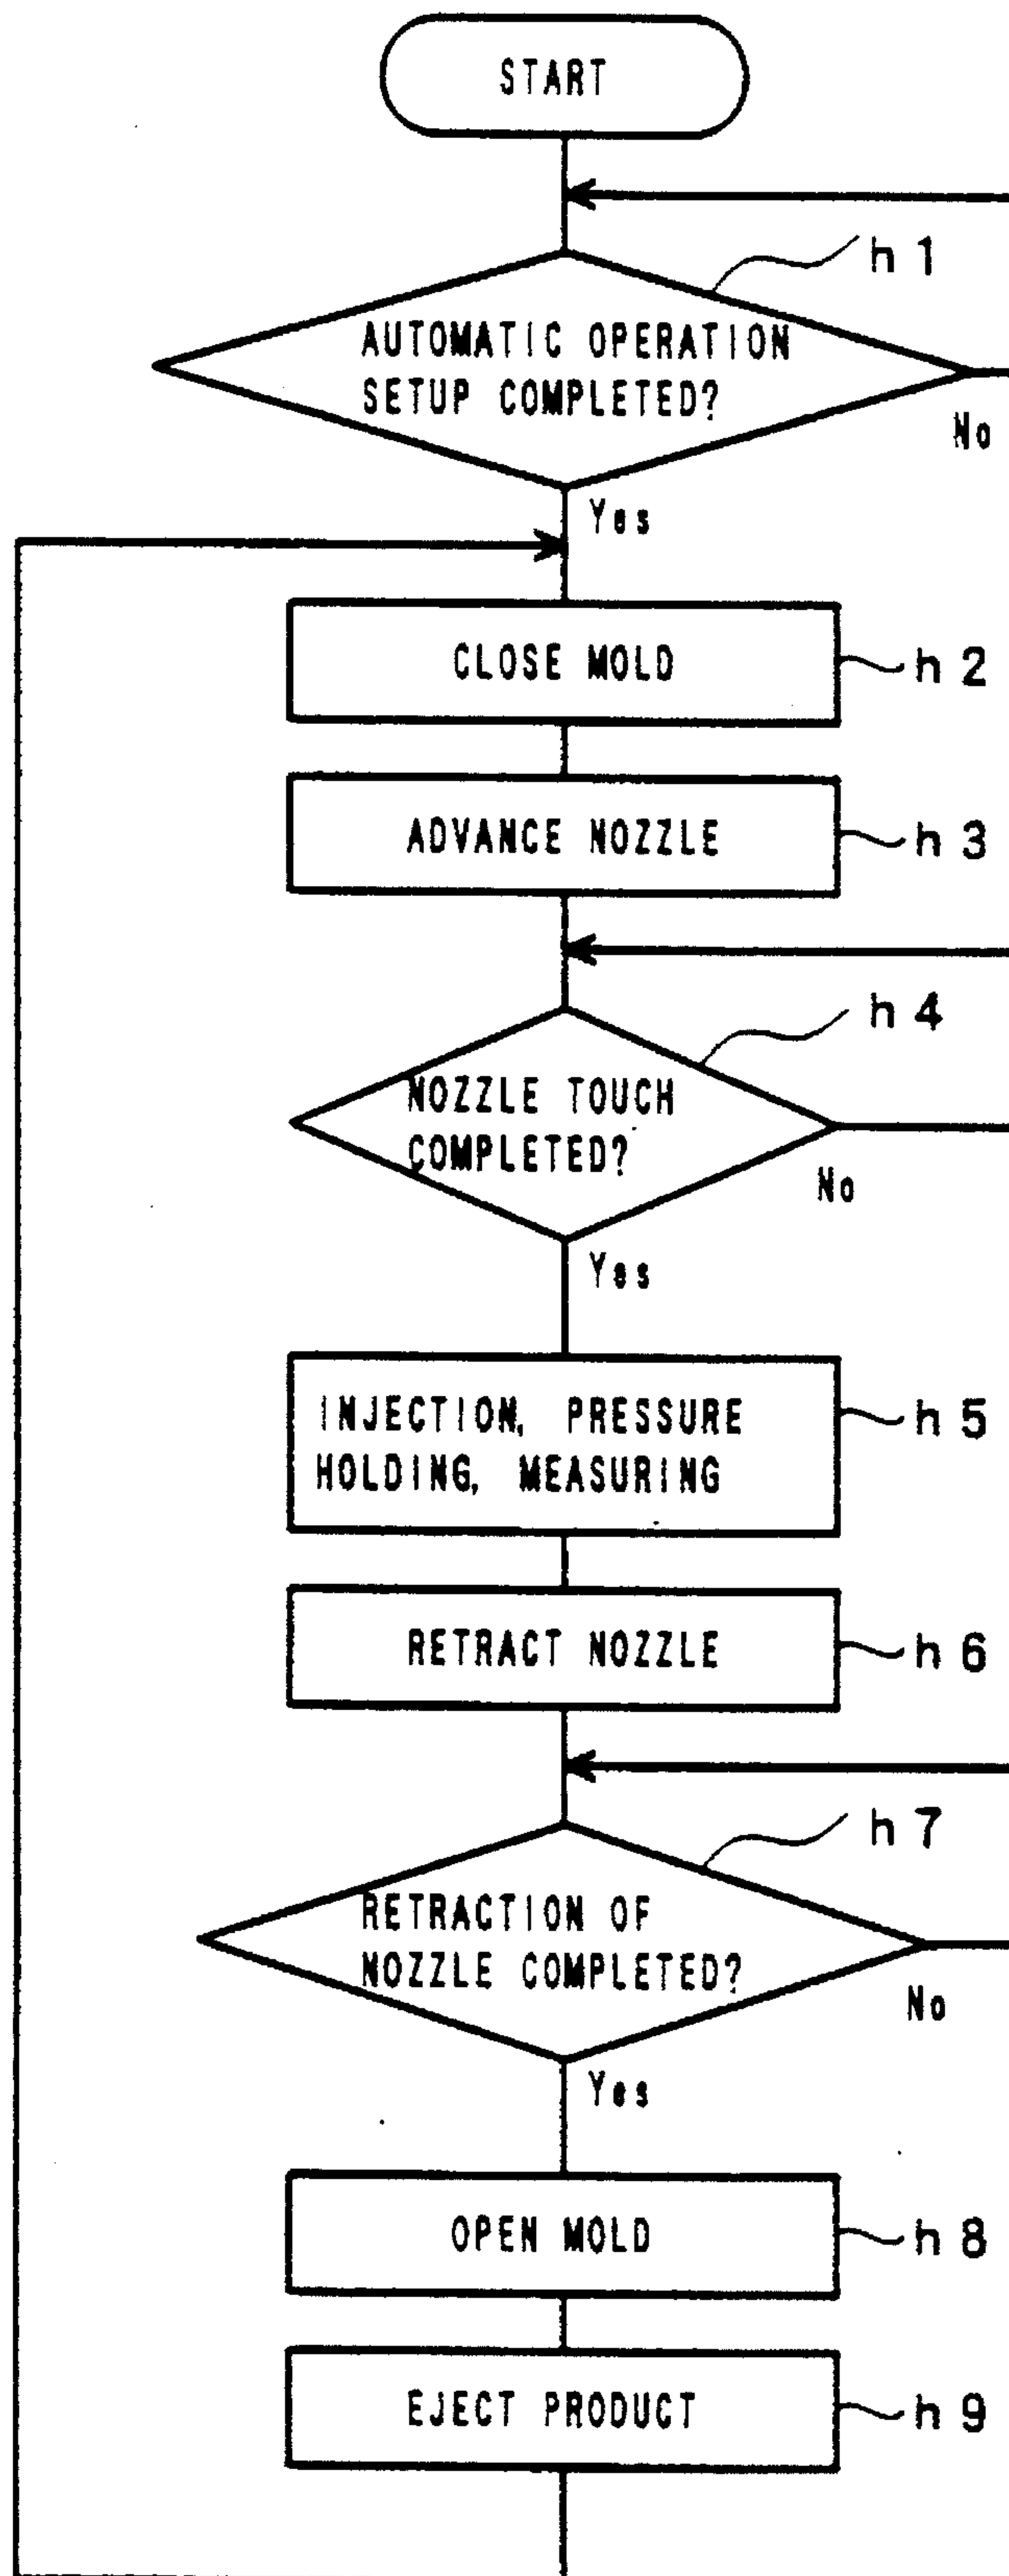 START
h 1
AUTOMATIC OPERATION
SETUP COMPLETED?
No
Yes
CLOSE MOLD
h 2
ADVANCE NOZZLE
h 3
h 4
NOZZLE TOUCH
COMPLETED?
No
Yes
INJECTION, PRESSURE
HOLDING, MEASURING
h 5
RETRACT NOZZLE
h 6
h 7
RETRACTION OF
NOZZLE COMPLETED?
No
Yes
OPEN MOLD
h 8
EJECT PRODUCT
h 9